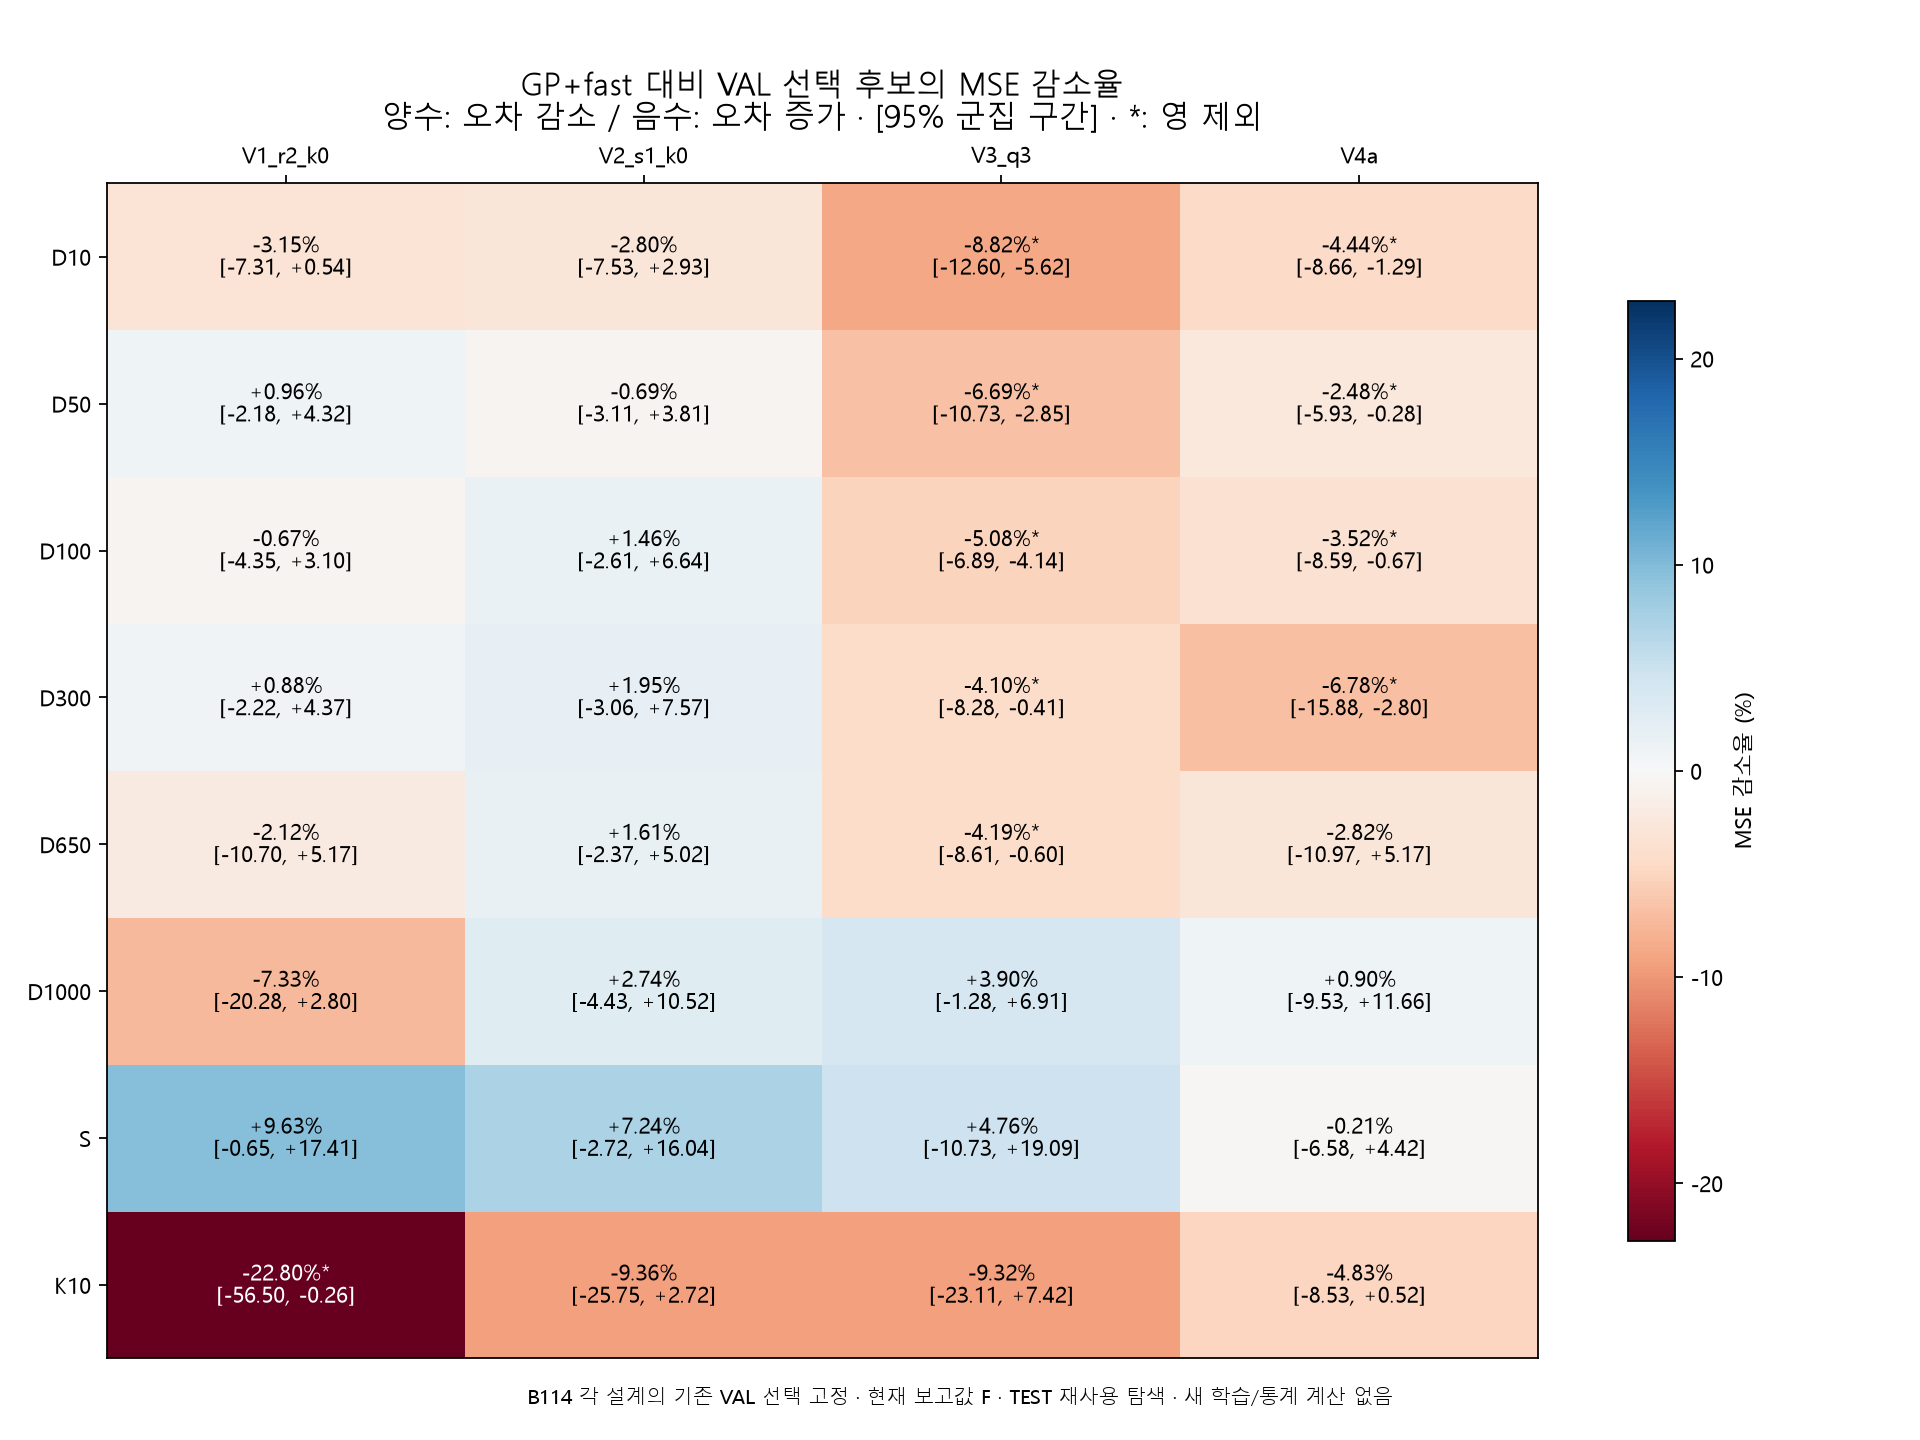 GP+fast 대비 VAL 선택 후보의 MSE 감소율
양수: 오차 감소 / 음수: 오차 증가 · [95% 군집 구간] · *: 영 제외
V1_r2_k0 V2_s1_k0 V3_q3 V4a
D10 -3.15% -2.80% -8.82%* -4.44%*
[-7.31, +0.54] [-7.53, +2.93] [-12.60, -5.62] [-8.66, -1.29]
D50 +0.96% -0.69% -6.69%* -2.48%*
[-2.18, +4.32] [-3.11, +3.81] [-10.73, -2.85] [-5.93, -0.28]
D100 -0.67% +1.46% -5.08%* -3.52%*
[-4.35, +3.10] [-2.61, +6.64] [-6.89, -4.14] [-8.59, -0.67]
D300 +0.88% +1.95% -4.10%* -6.78%*
[-2.22, +4.37] [-3.06, +7.57] [-8.28, -0.41] [-15.88, -2.80]
D650 -2.12% +1.61% -4.19%* -2.82%
[-10.70, +5.17] [-2.37, +5.02] [-8.61, -0.60] [-10.97, +5.17]
D1000 -7.33% +2.74% +3.90% +0.90%
[-20.28, +2.80] [-4.43, +10.52] [-1.28, +6.91] [-9.53, +11.66]
S +9.63% +7.24% +4.76% -0.21%
[-0.65, +17.41] [-2.72, +16.04] [-10.73, +19.09] [-6.58, +4.42]
K10 -22.80%* -9.36% -9.32% -4.83%
[-56.50, -0.26] [-25.75, +2.72] [-23.11, +7.42] [-8.53, +0.52]
20
10
0
-10
-20
MSE 감소율 (%)
B114 각 설계의 기존 VAL 선택 고정 · 현재 보고값 F · TEST 재사용 탐색 · 새 학습/통계 계산 없음